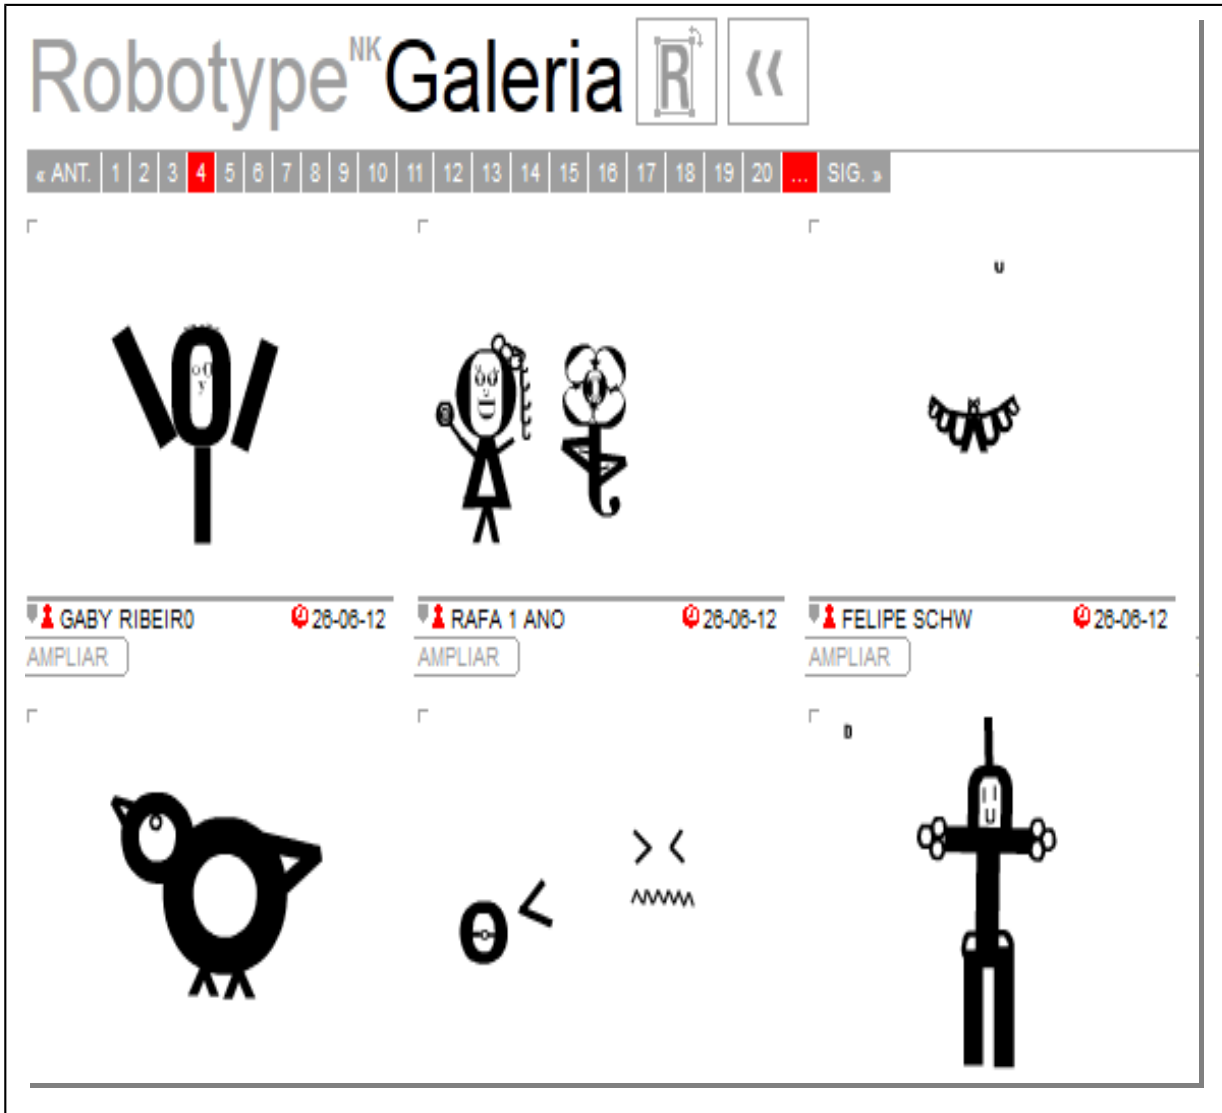 Robotype NK Galeria R «
« ANT. 1 2 3 4 5 6 7 8 9 10 11 12 13 14 15 16 17 18 19 20 ... SIG. »
U
GABY RIBEIR0 26-06-12
RAFA 1 ANO 26-06-12
FELIPE SCHW 26-06-12
AMPLIAR
AMPLIAR
AMPLIAR
D